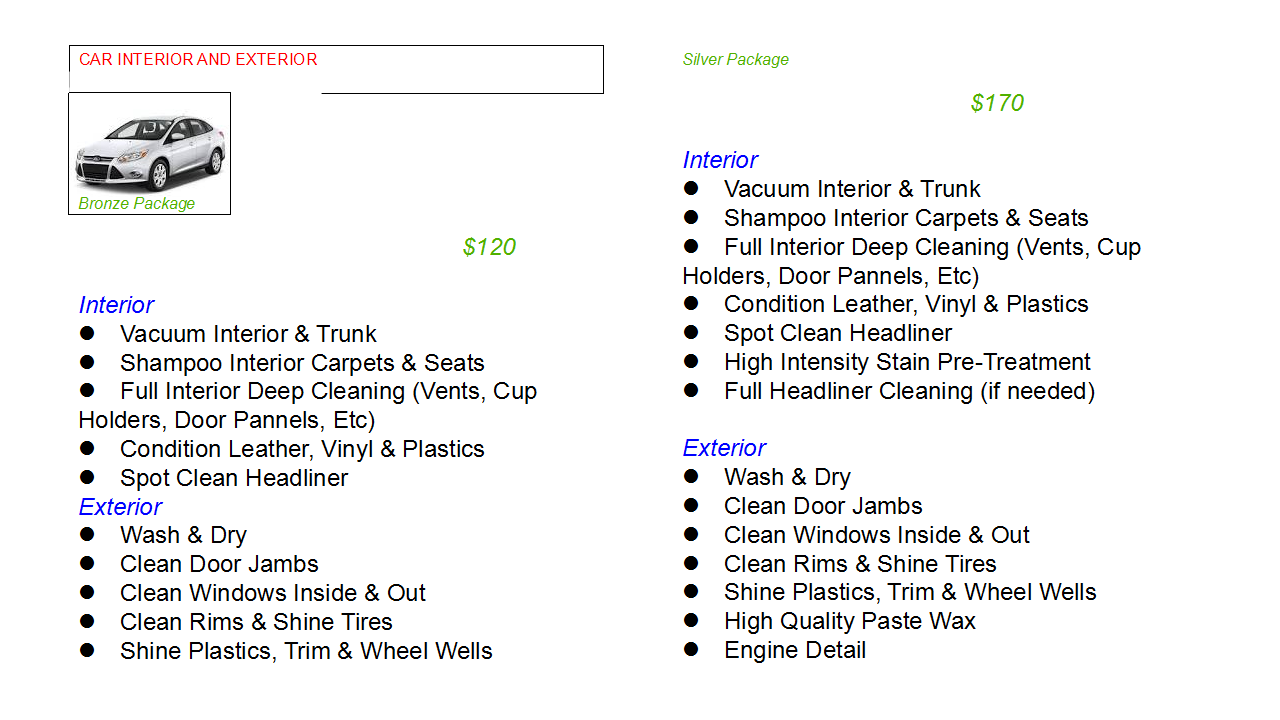 CAR INTERIOR AND EXTERIOR
Bronze Package
$120
Interior
● Vacuum Interior & Trunk
● Shampoo Interior Carpets & Seats
● Full Interior Deep Cleaning (Vents, Cup
Holders, Door Pannels, Etc)
● Condition Leather, Vinyl & Plastics
● Spot Clean Headliner
Exterior
● Wash & Dry
● Clean Door Jambs
● Clean Windows Inside & Out
● Clean Rims & Shine Tires
● Shine Plastics, Trim & Wheel Wells
Silver Package
$170
Interior
● Vacuum Interior & Trunk
● Shampoo Interior Carpets & Seats
● Full Interior Deep Cleaning (Vents, Cup
Holders, Door Pannels, Etc)
● Condition Leather, Vinyl & Plastics
● Spot Clean Headliner
● High Intensity Stain Pre-Treatment
● Full Headliner Cleaning (if needed)
Exterior
● Wash & Dry
● Clean Door Jambs
● Clean Windows Inside & Out
● Clean Rims & Shine Tires
● Shine Plastics, Trim & Wheel Wells
● High Quality Paste Wax
● Engine Detail